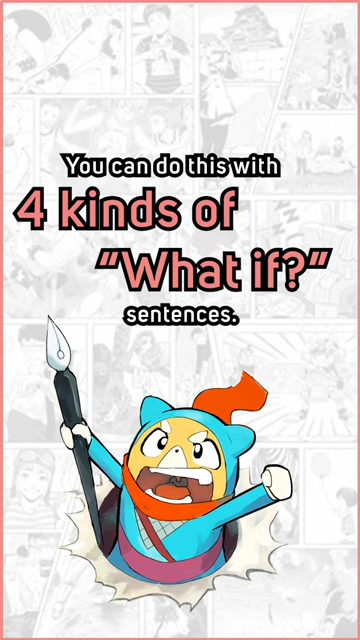 You can do this with
4 kinds of
"What if?"
sentences.